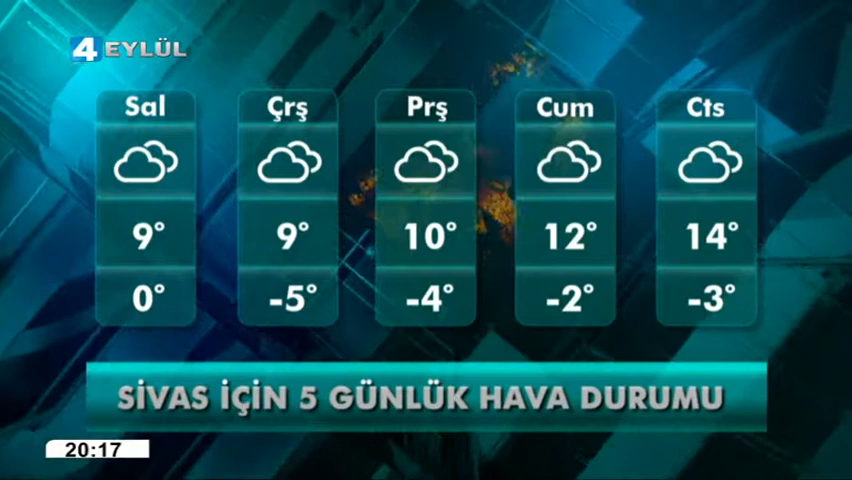 4 EYLÜL
Sal Çrş Prş Cum Cts
9° 9° 10° 12° 14°
0° -5° -4° -2° -3°
SİVAS İÇİN 5 GÜNLÜK HAVA DURUMU
20:17